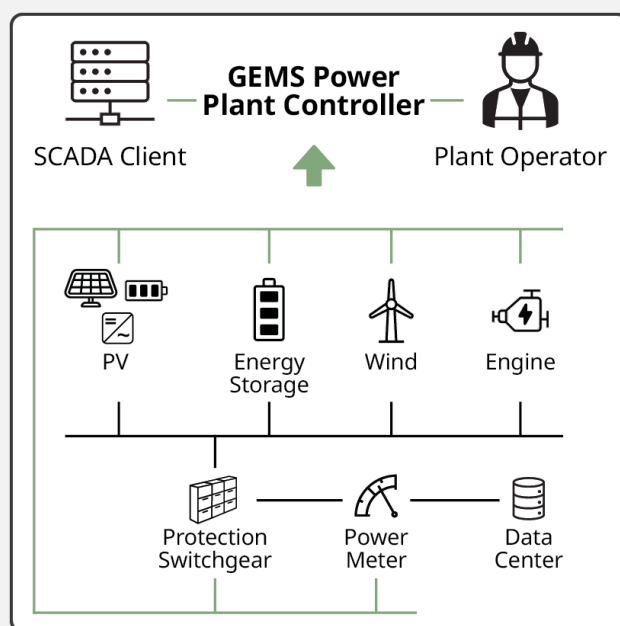 GEMS Power
Plant Controller
SCADA Client
Plant Operator
PV
Energy
Storage
Wind
Engine
Protection
Switchgear
Power
Meter
Data
Center